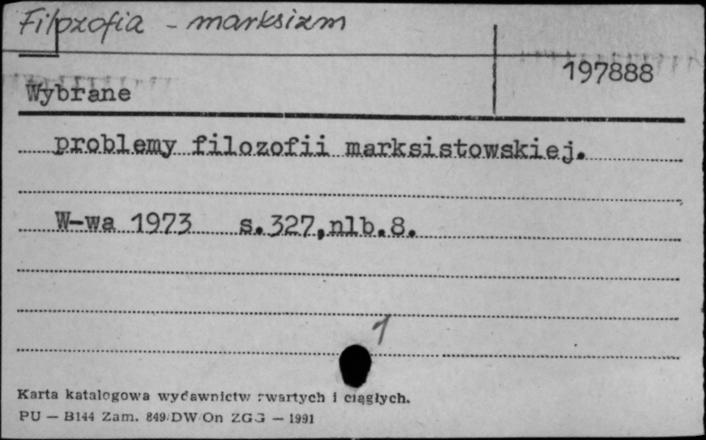 Filozofia - marksizm
197888
Wybrane
problemy filozofii marksistowskiej.
W-wa 1973 s.327,nlb.8.
1
Karta katalogowa wydawnictw zwartych i ciągłych.
PU — B144 Zam. 849/DW/On ZGG — 1991